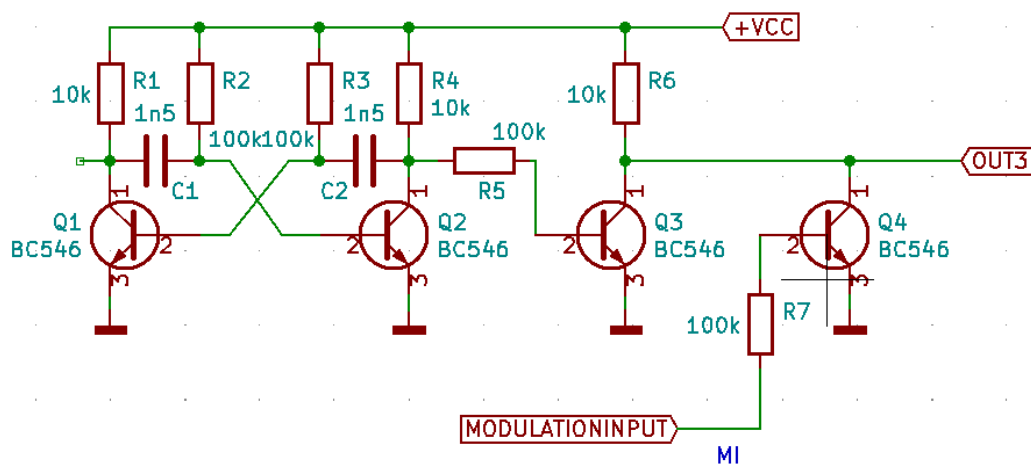 +VCC
R1
10k
1n5
C1
R2
100k
R3
100k
1n5
C2
R4
10k
100k
R5
R6
10k
OUT3
1
Q1
BC546
2
3
1
Q2
BC546
2
3
1
Q3
BC546
2
3
1
Q4
BC546
2
3
R7
100k
MODULATIONINPUT
MI